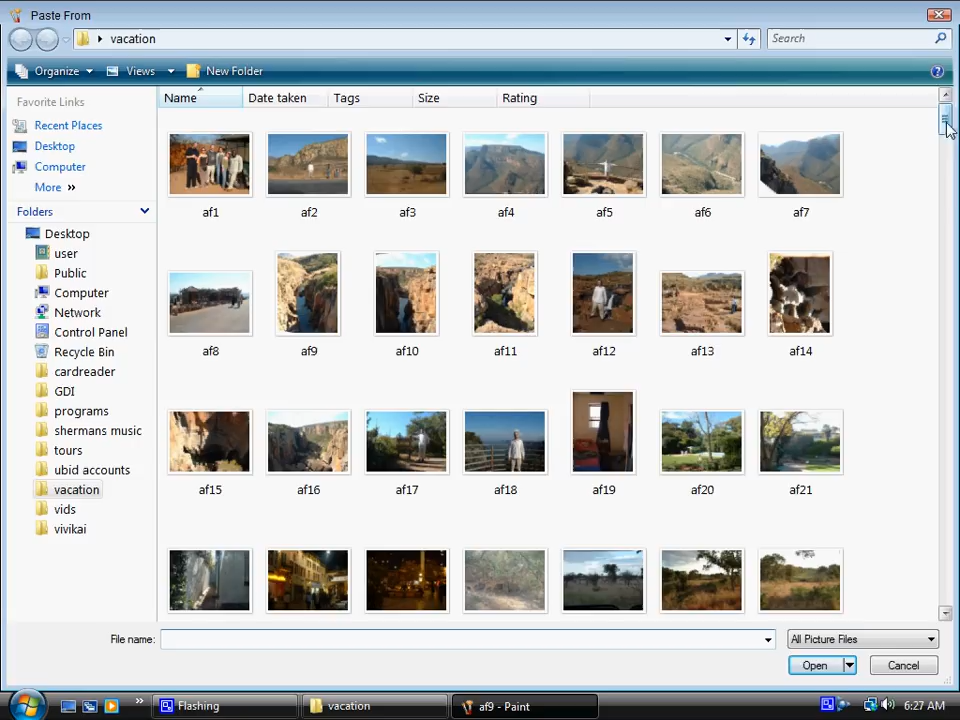 Paste From
vacation
Search
Organize
Views
New Folder
Favorite Links
Recent Places
Desktop
Computer
More
Folders
Desktop
user
Public
Computer
Network
Control Panel
Recycle Bin
cardreader
GDI
programs
shermans music
tours
ubid accounts
vacation
vids
vivikai
Name Date taken Tags Size Rating
af1 af2 af3 af4 af5 af6 af7
af8 af9 af10 af11 af12 af13 af14
af15 af16 af17 af18 af19 af20 af21
File name:
All Picture Files
Open
Cancel
Flashing
vacation
af9 - Paint
6:27 AM